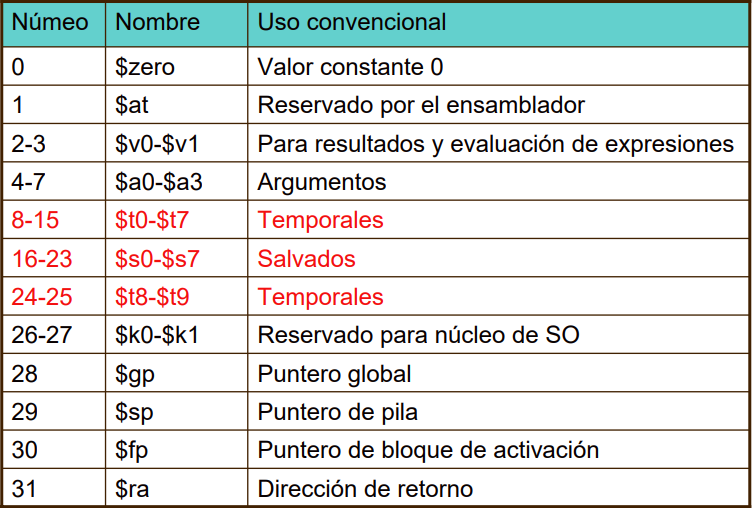 Númeo Nombre Uso convencional
0 $zero Valor constante 0
1 $at Reservado por el ensamblador
2-3 $v0-$v1 Para resultados y evaluación de expresiones
4-7 $a0-$a3 Argumentos
8-15 $t0-$t7 Temporales
16-23 $s0-$s7 Salvados
24-25 $t8-$t9 Temporales
26-27 $k0-$k1 Reservado para núcleo de SO
28 $gp Puntero global
29 $sp Puntero de pila
30 $fp Puntero de bloque de activación
31 $ra Dirección de retorno